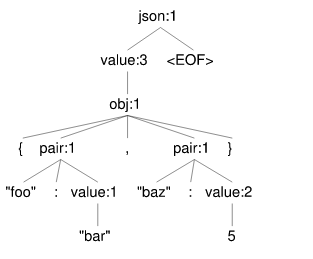 json:1
value:3 <EOF>
obj:1
{ pair:1 , pair:1 }
"foo" : value:1 "baz" : value:2
"bar" 5